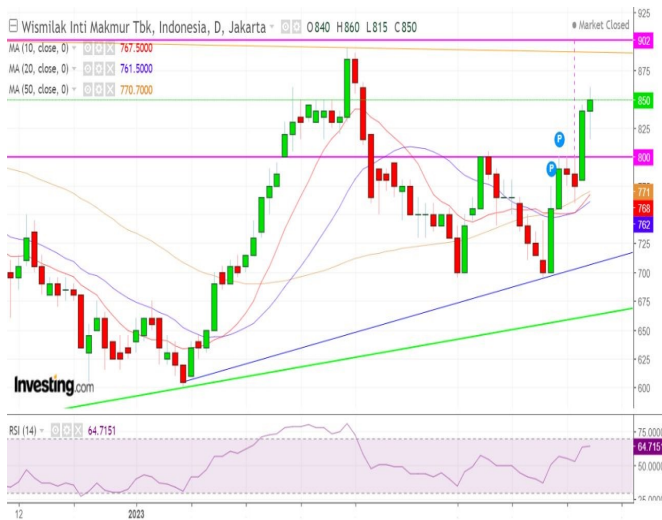 Wismilak Inti Makmur Tbk, Indonesia, D, Jakarta O840 H860 L815 C850
Market Closed
MA (10, close, 0) 767.5000
MA (20, close, 0) 761.5000
MA (50, close, 0) 770.7000
925
902
875
850
825
800
771
768
762
725
700
675
650
625
600
P
P
Investing.com
RSI (14) 64.7151
75.0000
64.7151
50.0000
25.0000
12
2023